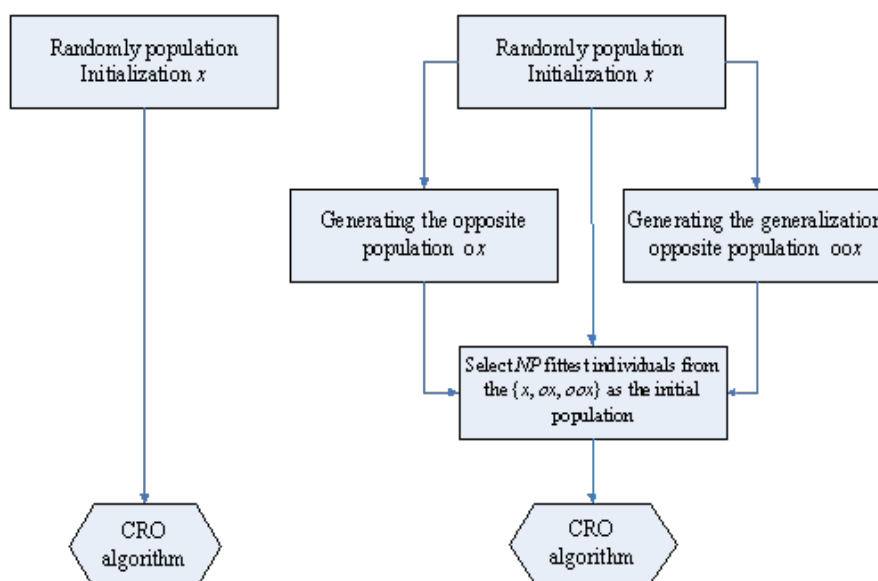 Randomly population
Initialization x
Randomly population
Initialization x
Generating the opposite
population ox
Generating the generalization
opposite population oox
Select NP fittest individuals from
the {x, ox, oox} as the initial
population
CRO
algorithm
CRO
algorithm